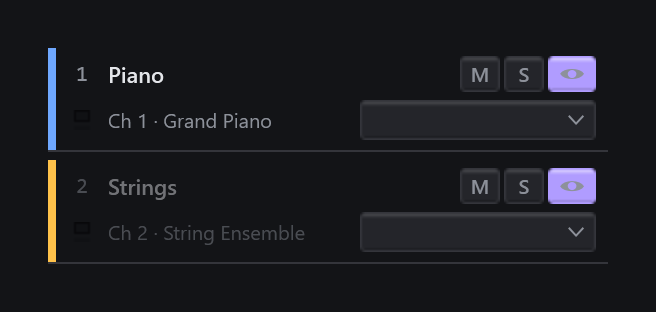 1 Piano M S
Ch 1 · Grand Piano
2 Strings M S
Ch 2 · String Ensemble